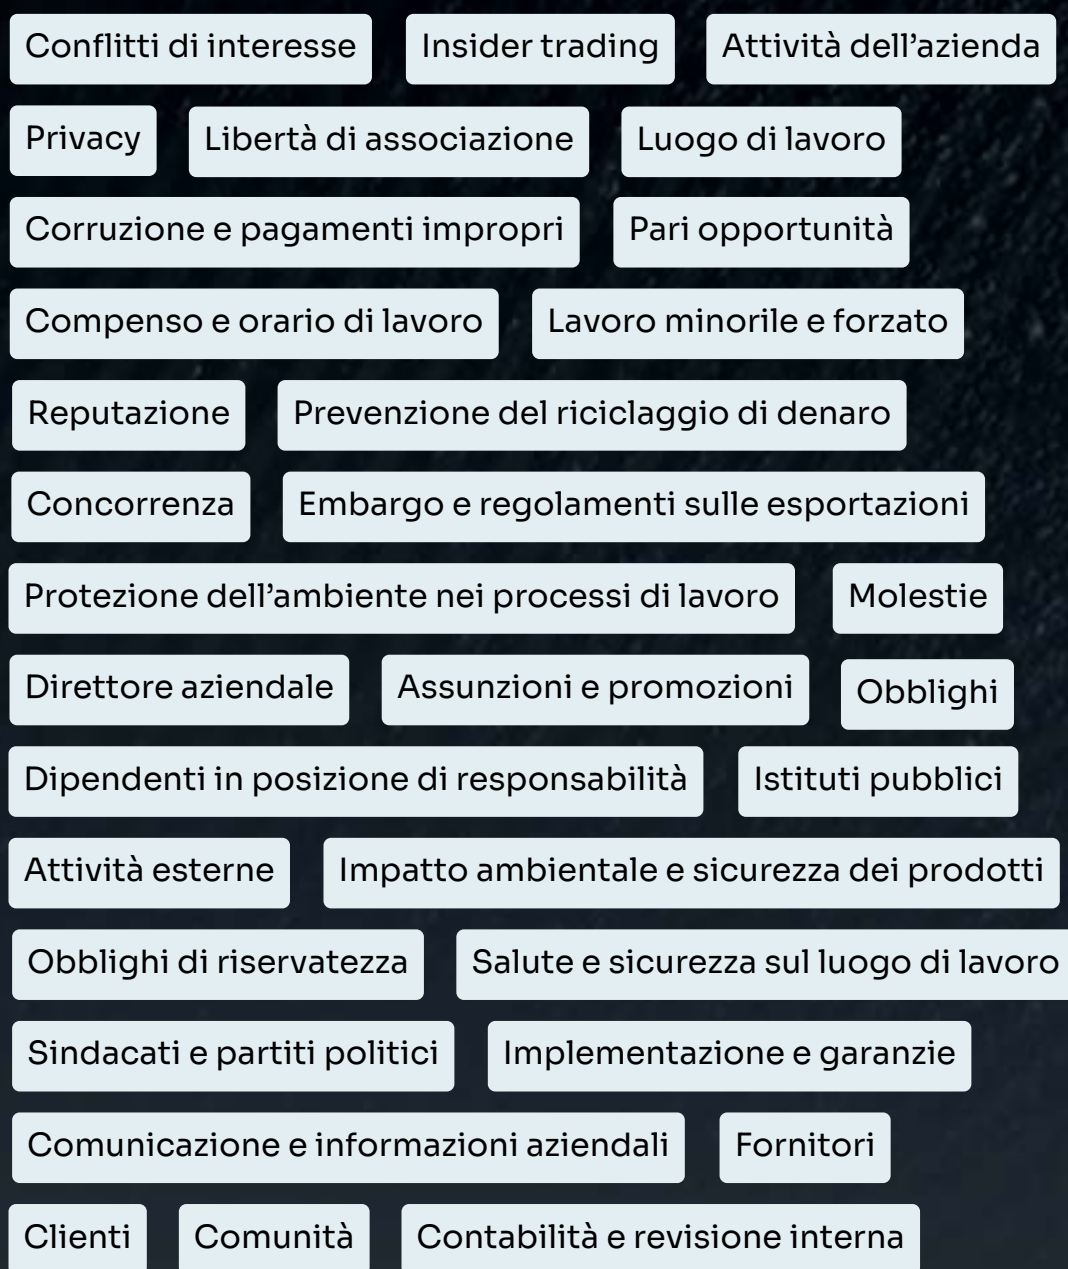 Conflitti di interesse Insider trading Attività dell’azienda
Privacy Libertà di associazione Luogo di lavoro
Corruzione e pagamenti impropri Pari opportunità
Compenso e orario di lavoro Lavoro minorile e forzato
Reputazione Prevenzione del riciclaggio di denaro
Concorrenza Embargo e regolamenti sulle esportazioni
Protezione dell’ambiente nei processi di lavoro Molestie
Direttore aziendale Assunzioni e promozioni Obblighi
Dipendenti in posizione di responsabilità Istituti pubblici
Attività esterne Impatto ambientale e sicurezza dei prodotti
Obblighi di riservatezza Salute e sicurezza sul luogo di lavoro
Sindacati e partiti politici Implementazione e garanzie
Comunicazione e informazioni aziendali Fornitori
Clienti Comunità Contabilità e revisione interna